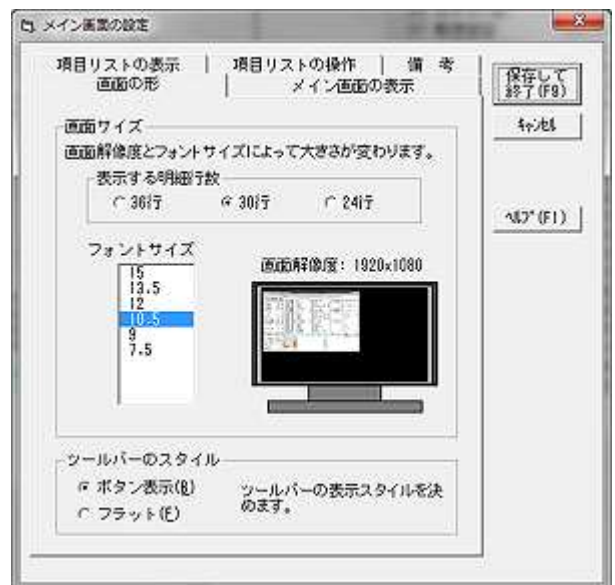 メイン画面の設定
項目リストの表示
項目リストの操作
備 考
画面の形
メイン画面の表示
保存して
終了(F9)
キャンセル
ヘルプ(F1)
画面サイズ
画面解像度とフォントサイズによって大きさが変わります。
表示する明細行数
36行
30行
24行
フォントサイズ
15
13.5
12
10.5
9
7.5
画面解像度: 1920x1080
ツールバーのスタイル
ボタン表示(B)
フラット(F)
ツールバーの表示スタイルを決
めます。